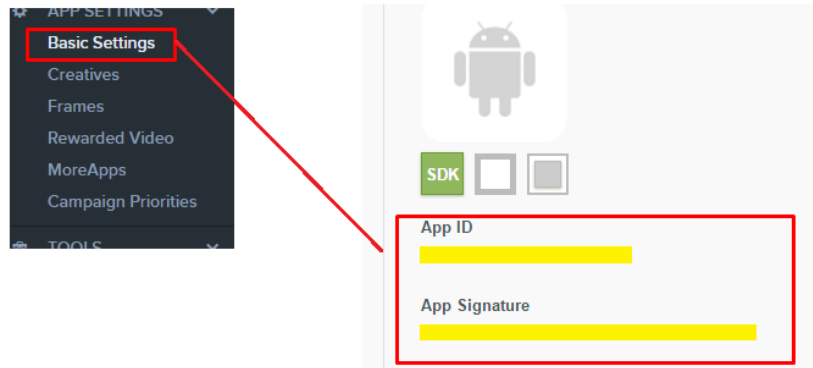 APP SETTINGS
Basic Settings
Creatives
Frames
Rewarded Video
MoreApps
Campaign Priorities
TOOLS
SDK
App ID
App Signature